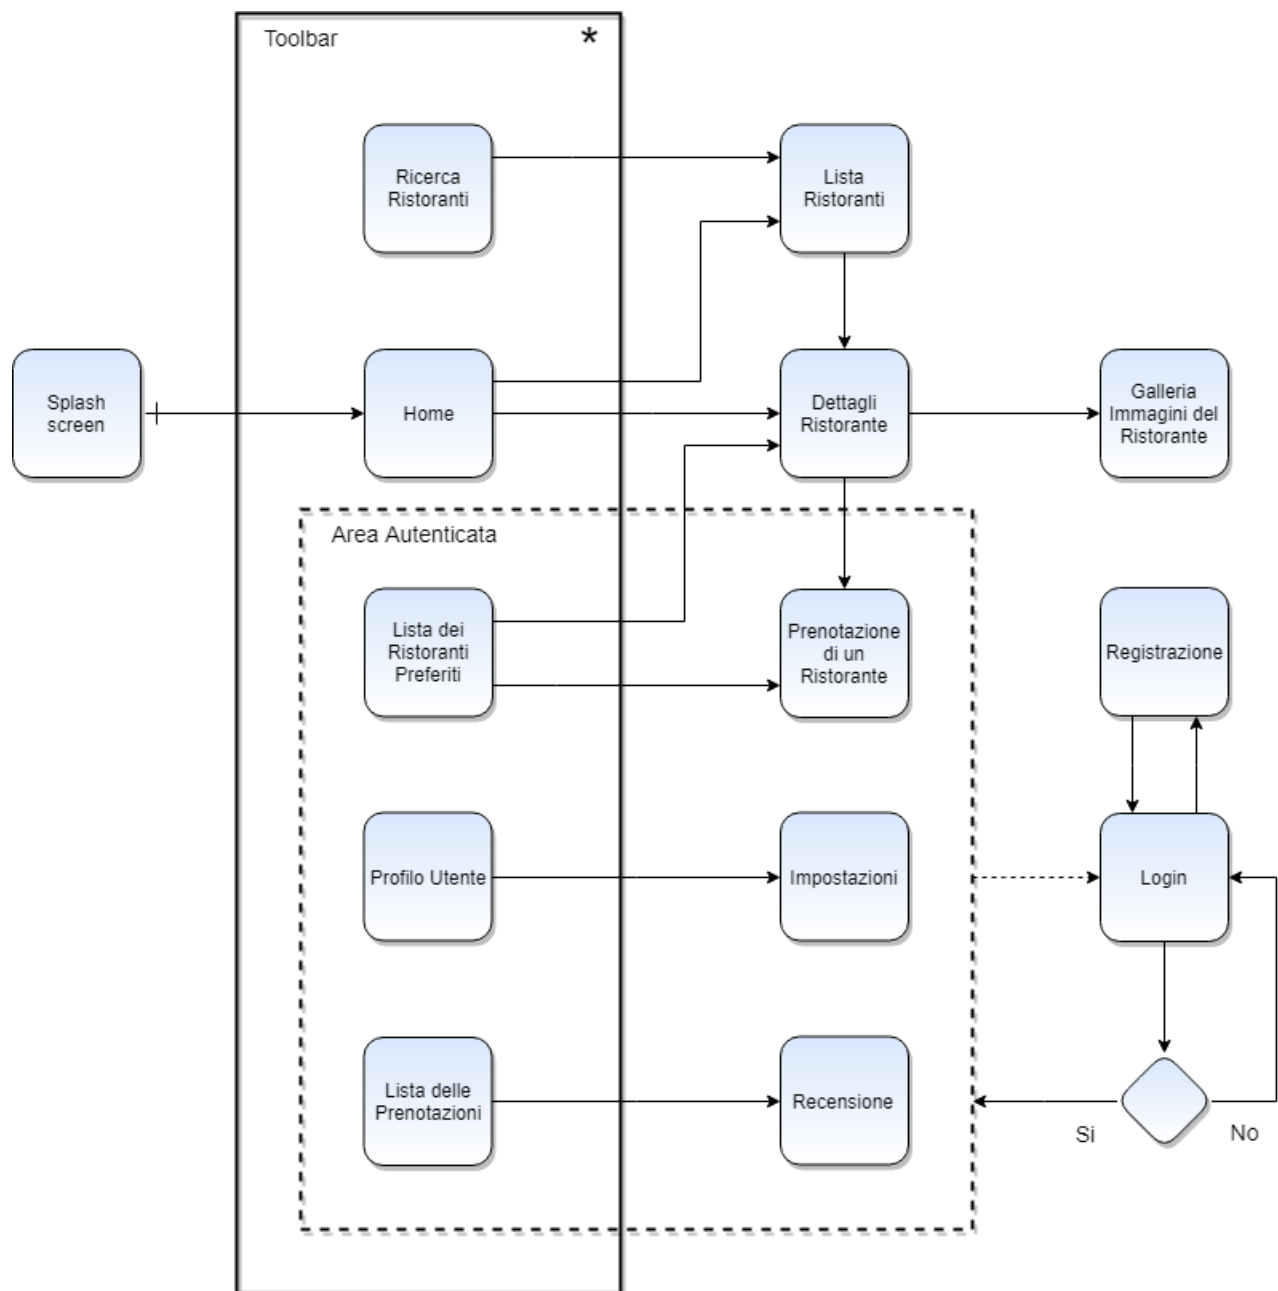 Toolbar *
Ricerca
Ristoranti
Lista
Ristoranti
Splash
screen
Home
Dettagli
Ristorante
Galleria
Immagini del
Ristorante
Area Autenticata
Lista dei
Ristoranti
Preferiti
Prenotazione
di un
Ristorante
Registrazione
Profilo Utente
Impostazioni
Login
Lista delle
Prenotazioni
Recensione
Si
No